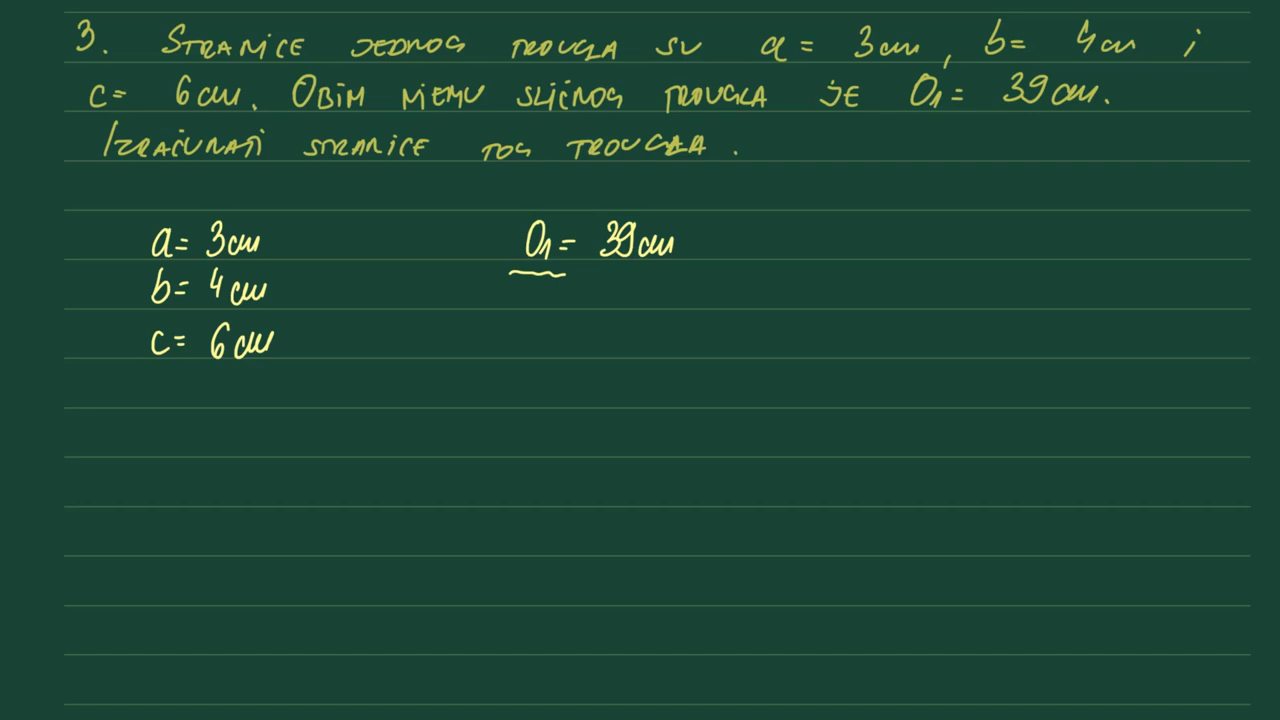 3. STRANICE JEDNOG TROUGLA SU a = 3cm, b= 4cm i
c= 6cm. OBIM NJEMU SLIČNOG TROUGLA JE O₁= 39cm.
IZRAČUNATI STRANICE TOG TROUGLA.
a= 3cm O₁= 39cm
b= 4cm
c= 6cm